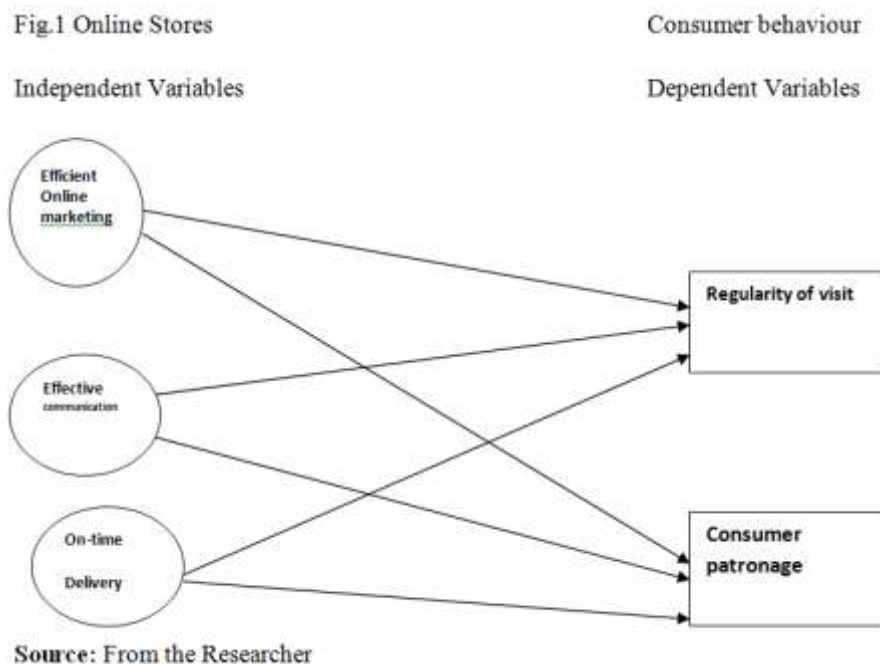 Fig.1 Online Stores
Consumer behaviour
Independent Variables
Dependent Variables
Efficient
Online
marketing
Regularity of visit
Effective
communication
On-time
Delivery
Consumer
patronage
Source: From the Researcher